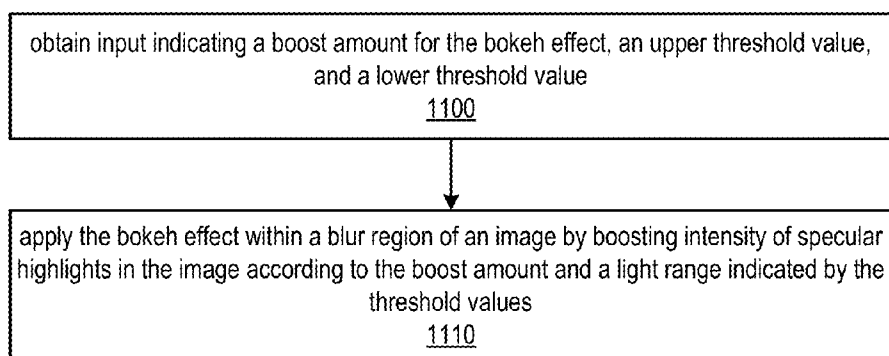 obtain input indicating a boost amount for the bokeh effect, an upper threshold value,
and a lower threshold value
1100
apply the bokeh effect within a blur region of an image by boosting intensity of specular
highlights in the image according to the boost amount and a light range indicated by the
threshold values
1110